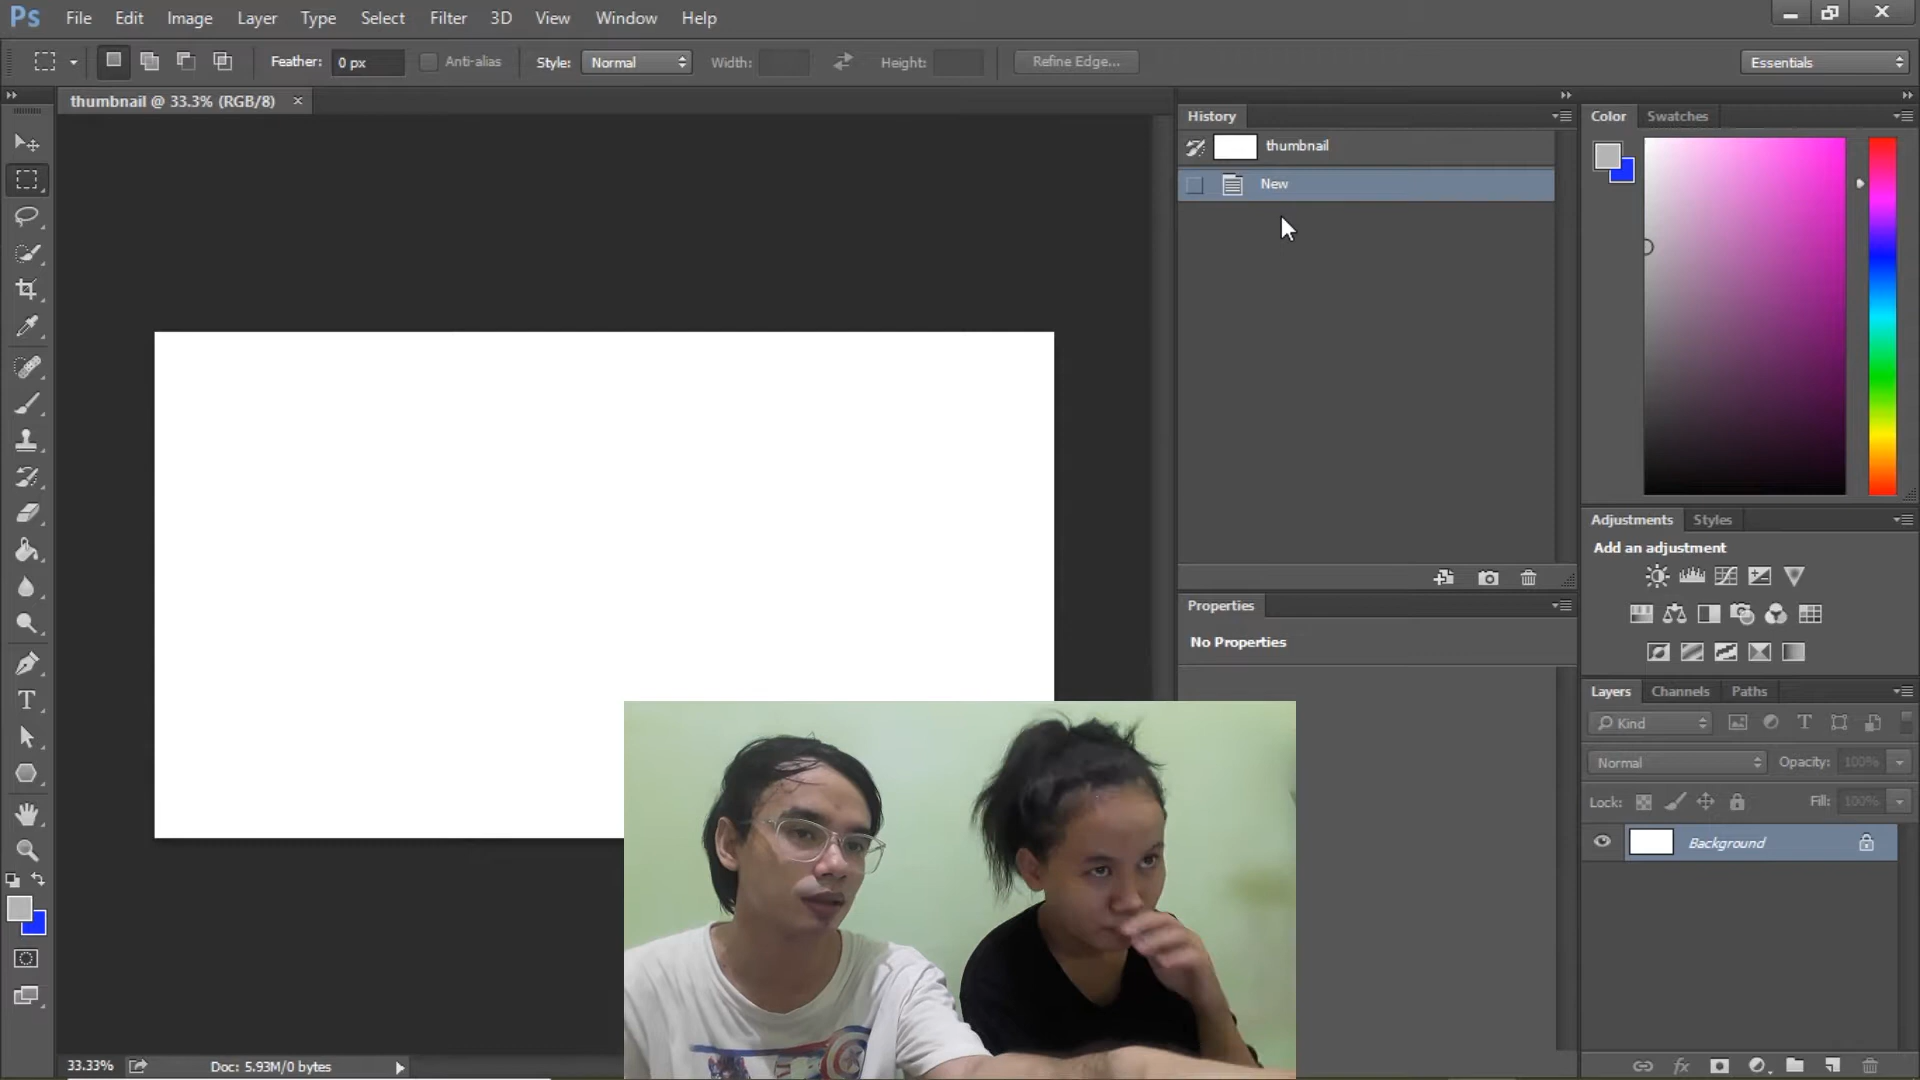 Ps File Edit Image Layer Type Select Filter 3D View Window Help
Feather: 0 px Anti-alias Style: Normal Width: Height: Refine Edge... Essentials
thumbnail @ 33.3% (RGB/8) ×
History
thumbnail
New
Properties
No Properties
Color Swatches
Adjustments Styles
Add an adjustment
Layers Channels Paths
Kind
Normal Opacity: 100%
Lock: Fill: 100%
Background
33.33% Doc: 5.93M/0 bytes